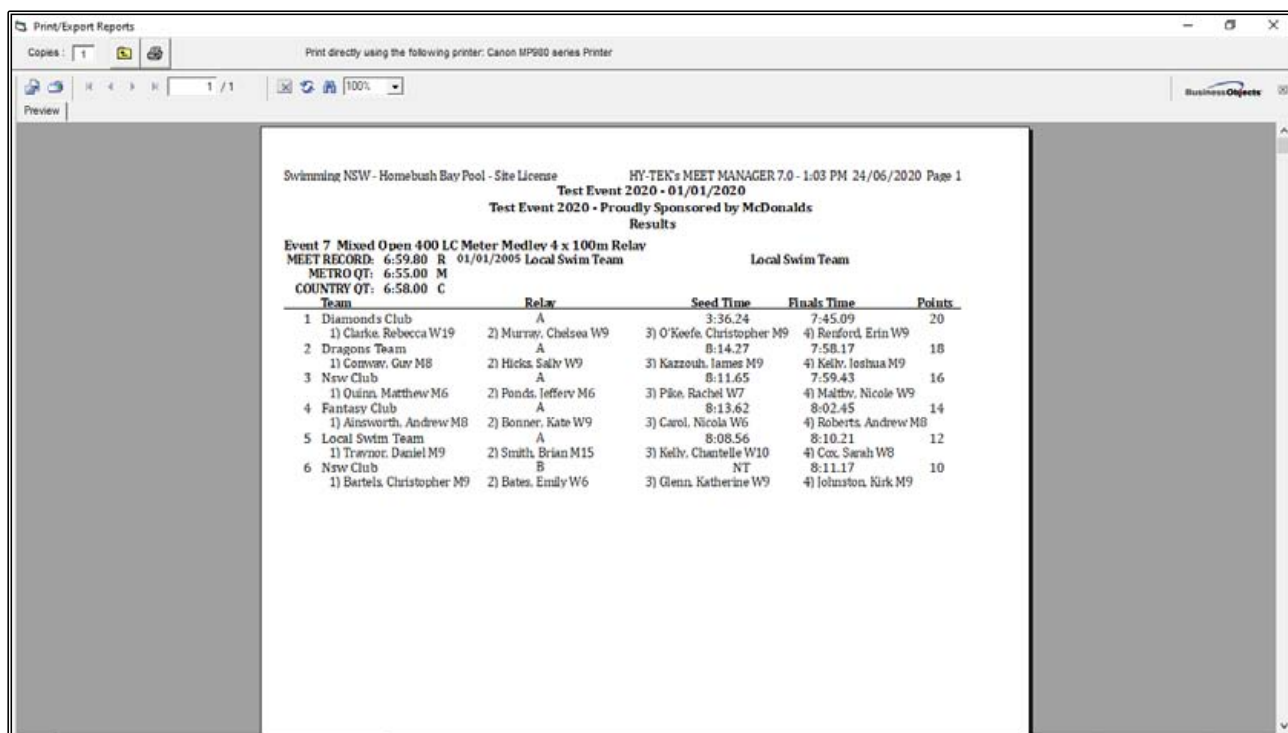 Print/Export Reports
Copies : 1 Print directly using the following printer: Canon MP980 series Printer
1 / 1 100% BusinessObjects
Preview
Swimming NSW - Homebush Bay Pool - Site License HY-TEK's MEET MANAGER 7.0 - 1:03 PM 24/06/2020 Page 1
Test Event 2020 - 01/01/2020
Test Event 2020 - Proudly Sponsored by McDonalds
Results
Event 7 Mixed Open 400 LC Meter Medley 4 x 100m Relay
MEET RECORD: 6:59.80 R 01/01/2005 Local Swim Team Local Swim Team
METRO QT: 6:55.00 M
COUNTRY QT: 6:58.00 C
Team Relay Seed Time Finals Time Points
1 Diamonds Club A 3:36.24 7:45.09 20
1) Clarke, Rebecca W19 2) Murray, Chelsea W9 3) O'Keefe, Christopher M9 4) Renford, Erin W9
2 Dragons Team A 8:14.27 7:58.17 18
1) Conway, Guy M8 2) Hicks, Sally W9 3) Kazzouh, James M9 4) Kelly, Joshua M9
3 Nsw Club A 8:11.65 7:59.43 16
1) Quinn, Matthew M6 2) Ponds, Jeffery M6 3) Pike, Rachel W7 4) Maltby, Nicole W9
4 Fantasy Club A 8:13.62 8:02.45 14
1) Ainsworth, Andrew M8 2) Bonner, Kate W9 3) Carol, Nicola W6 4) Roberts, Andrew M8
5 Local Swim Team A 8:08.56 8:10.21 12
1) Traynor, Daniel M9 2) Smith, Brian M15 3) Kelly, Chantelle W10 4) Cox, Sarah W8
6 Nsw Club B NT 8:11.17 10
1) Bartels, Christopher M9 2) Bates, Emily W6 3) Glenn, Katherine W9 4) Johnston, Kirk M9